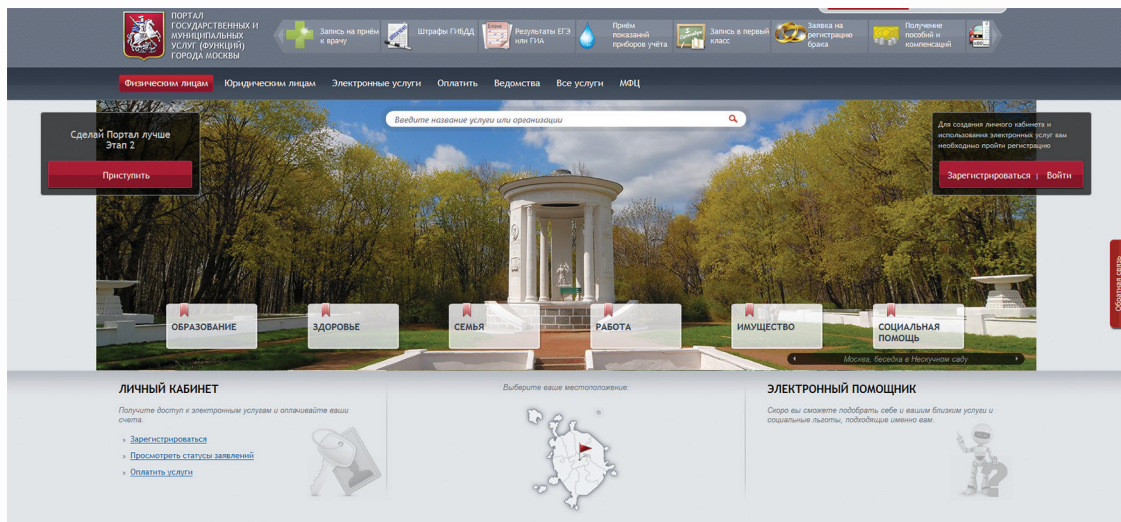 ПОРТАЛ
ГОСУДАРСТВЕННЫХ И
МУНИЦИПАЛЬНЫХ
УСЛУГ (ФУНКЦИЙ)
ГОРОДА МОСКВЫ
Запись на приём
к врачу
Штрафы ГИБДД
Результаты ЕГЭ
или ГИА
Приём
показаний
приборов учёта
Запись в первый
класс
Заявка на
регистрацию
брака
Получение
пособий и
компенсаций
Физическим лицам Юридическим лицам Электронные услуги Оплатить Ведомства Все услуги МФЦ
Введите название услуги или организации
Сделай Портал лучше
Этап 2
Приступить
Для создания личного кабинета и
использования электронных услуг вам
необходимо пройти регистрацию
Зарегистрироваться | Войти
Обратная связь
ОБРАЗОВАНИЕ
ЗДОРОВЬЕ
СЕМЬЯ
РАБОТА
ИМУЩЕСТВО
СОЦИАЛЬНАЯ
ПОМОЩЬ
Москва, беседка в Нескучном саду
ЛИЧНЫЙ КАБИНЕТ
Получите доступ к электронным услугам и оплачивайте ваши
счета.
» Зарегистрироваться
» Просмотреть статусы заявлений
» Оплатить услуги
Выберите ваше местоположение:
ЭЛЕКТРОННЫЙ ПОМОЩНИК
Скоро вы сможете подобрать себе и вашим близким услуги и
социальные льготы, подходящие именно вам.